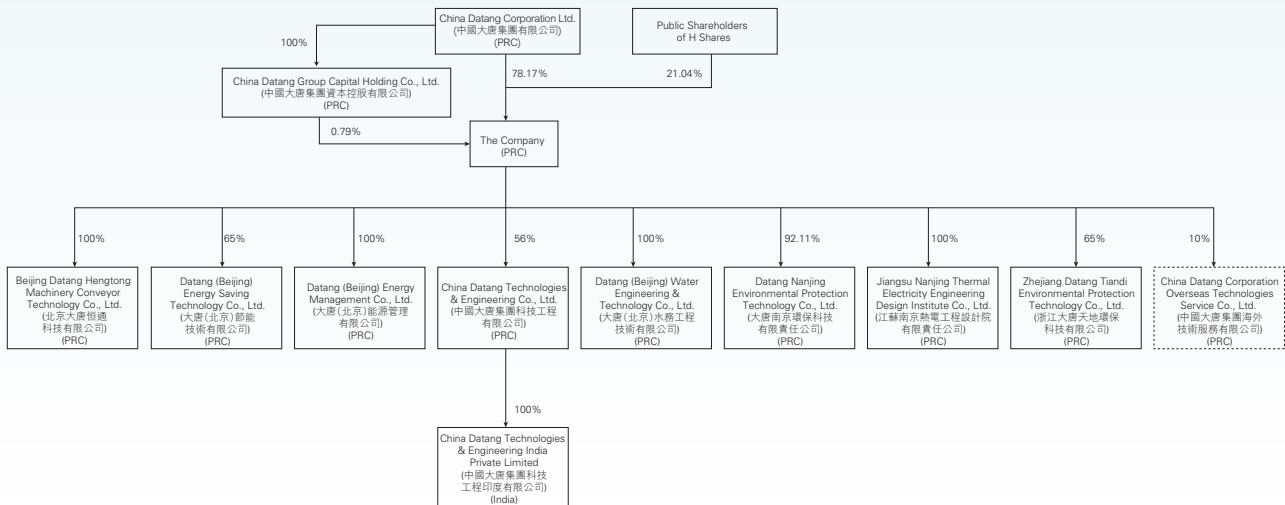 China Datang Corporation Ltd.
(中國大唐集團有限公司)
(PRC)
Public Shareholders
of H Shares
100%
78.17%
21.04%
China Datang Group Capital Holding Co., Ltd.
(中國大唐集團資本控股有限公司)
(PRC)
0.79%
The Company
(PRC)
100%
65%
100%
56%
100%
92.11%
100%
65%
10%
Beijing Datang Hengtong
Machinery Conveyor
Technology Co., Ltd.
(北京大唐恒通
科技有限公司)
(PRC)
Datang (Beijing)
Energy Saving
Technology Co., Ltd.
(大唐(北京)節能
技術有限公司)
(PRC)
Datang (Beijing) Energy
Management Co., Ltd.
(大唐(北京)能源管理
有限公司)
(PRC)
China Datang Technologies
& Engineering Co., Ltd.
(中國大唐集團科技工程
有限公司)
(PRC)
Datang (Beijing) Water
Engineering &
Technology Co., Ltd.
(大唐(北京)水務工程
技術有限公司)
(PRC)
Datang Nanjing
Environmental Protection
Technology Co., Ltd.
(大唐南京環保科技
有限責任公司)
(PRC)
Jiangsu Nanjing Thermal
Electricity Engineering
Design Institute Co., Ltd.
(江蘇南京熱電工程設計院
有限責任公司)
(PRC)
Zhejiang Datang Tiandi
Environmental Protection
Technology Co., Ltd.
(浙江大唐天地環保
科技有限公司)
(PRC)
China Datang Corporation
Overseas Technologies
Service Co., Ltd.
(中國大唐集團海外
技術服務有限公司)
(PRC)
100%
China Datang Technologies
& Engineering India
Private Limited
(中國大唐集團科技
工程印度有限公司)
(India)